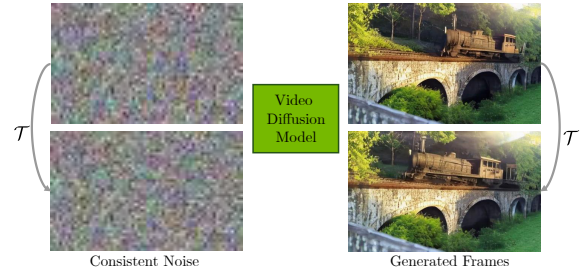 𝒯
Video
Diffusion
Model
𝒯
Consistent Noise
Generated Frames